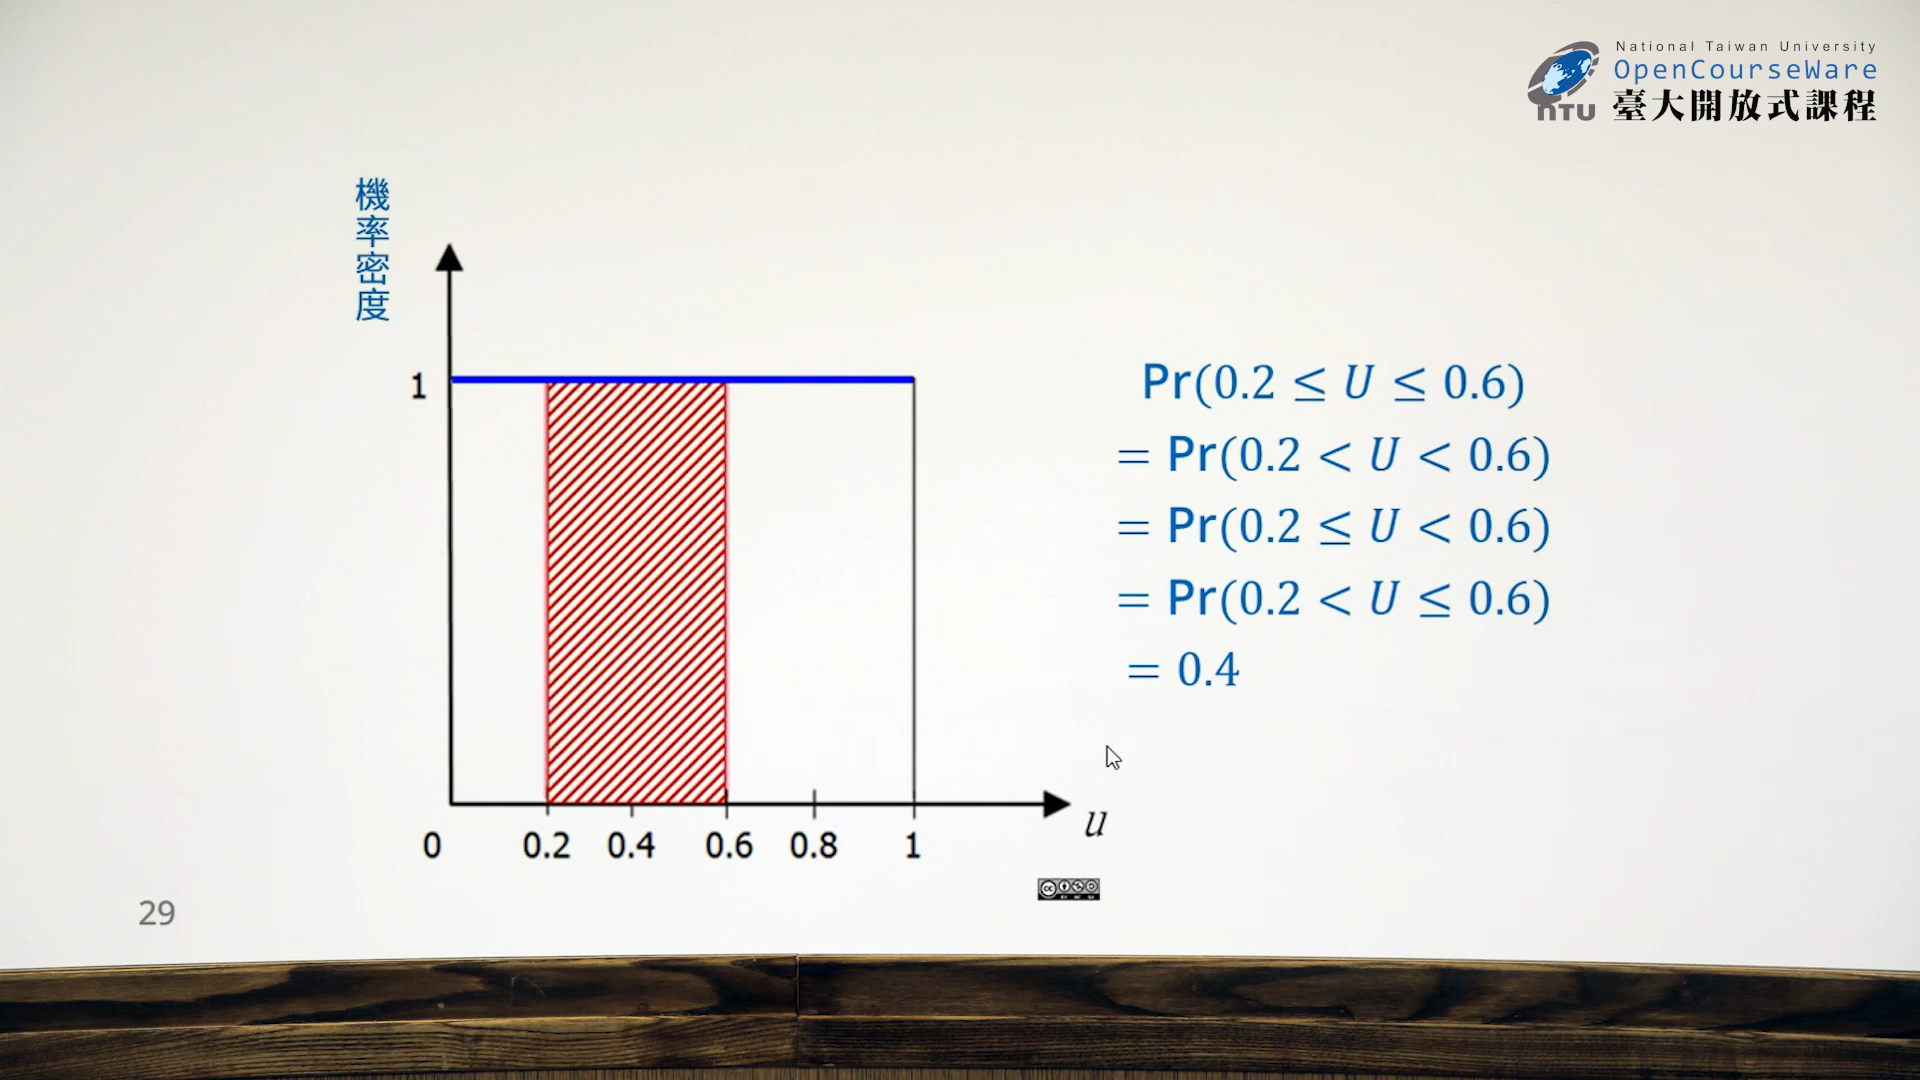 National Taiwan University
OpenCourseWare
NTU 臺大開放式課程
機率密度
1
0 0.2 0.4 0.6 0.8 1
u
Pr(0.2 ≤ U ≤ 0.6)
= Pr(0.2 < U < 0.6)
= Pr(0.2 ≤ U < 0.6)
= Pr(0.2 < U ≤ 0.6)
= 0.4
29